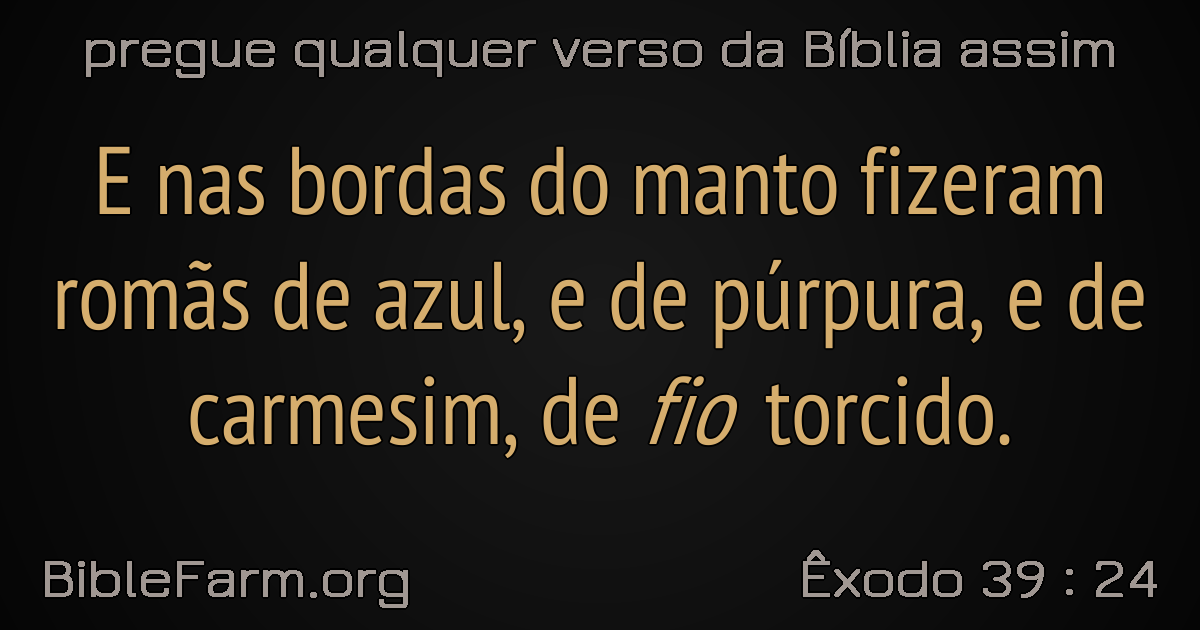 pregue qualquer verso da Bíblia assim
E nas bordas do manto fizeram
romãs de azul, e de púrpura, e de
carmesim, de fio torcido.
BibleFarm.org
Êxodo 39 : 24